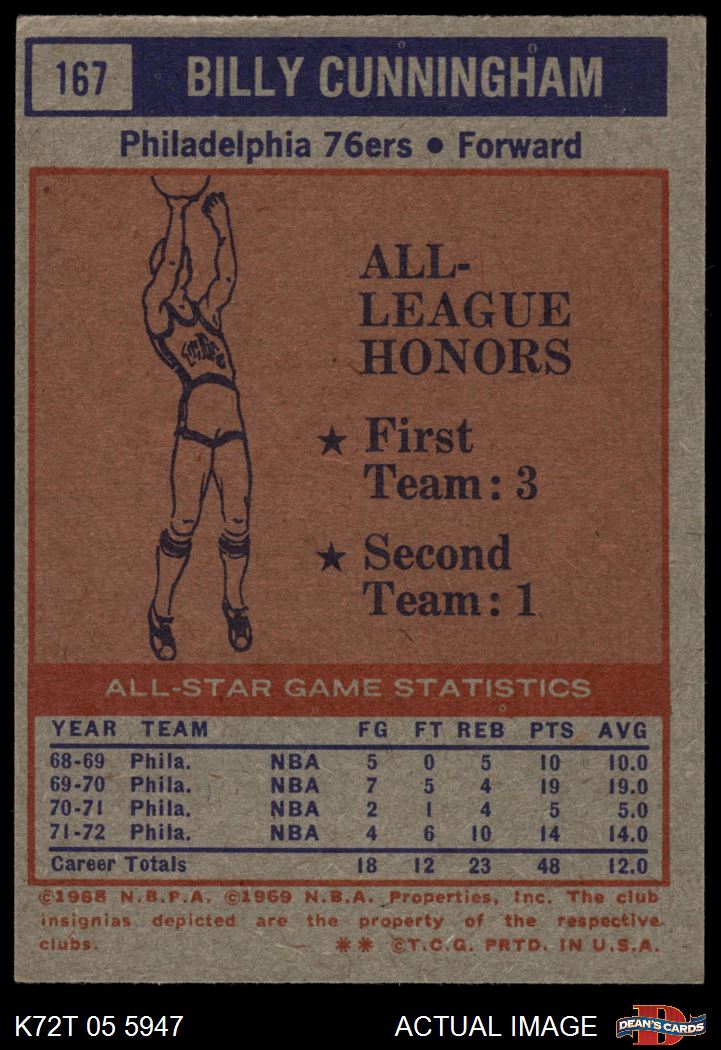 167 BILLY CUNNINGHAM
Philadelphia 76ers • Forward
ALL-
LEAGUE
HONORS
★ First
Team: 3
★ Second
Team: 1
ALL-STAR GAME STATISTICS
YEAR TEAM FG FT REB PTS AVG
68-69 Phila. NBA 5 0 5 10 10.0
69-70 Phila. NBA 7 5 4 19 19.0
70-71 Phila. NBA 2 1 4 5 5.0
71-72 Phila. NBA 4 6 10 14 14.0
Career Totals 18 12 23 48 12.0
©1968 N.B.P.A. ©1969 N.B.A. Properties, Inc. The club
insignias depicted are the property of the respective
clubs. ** ©T.C.G. PRTD. IN U.S.A.
K72T 05 5947 ACTUAL IMAGE D DEAN'S CARDS